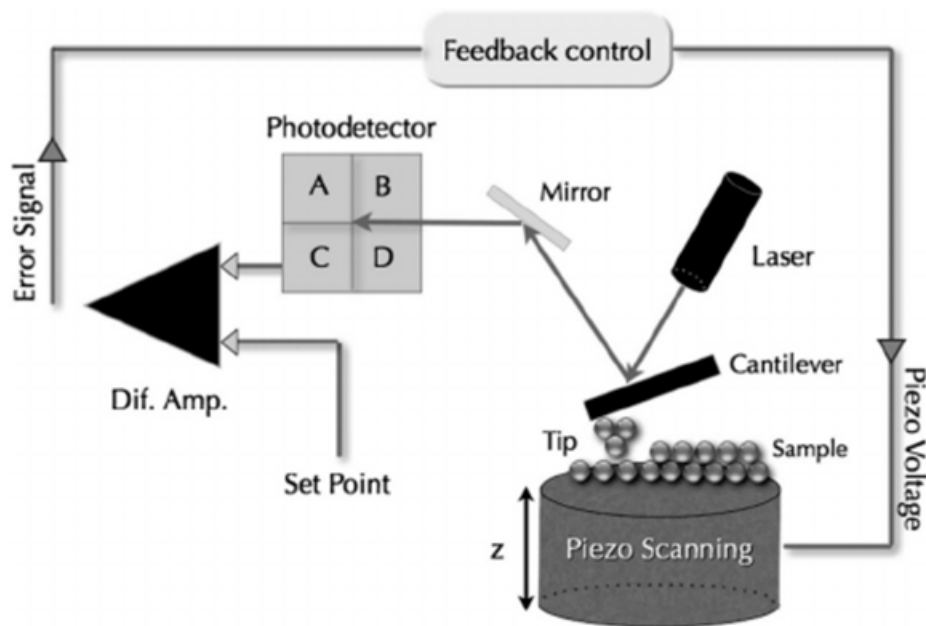 Feedback control
Photodetector
A B
C D
Mirror
Laser
Error Signal
Dif. Amp.
Set Point
Cantilever
Tip
Sample
Piezo Voltage
z
Piezo Scanning